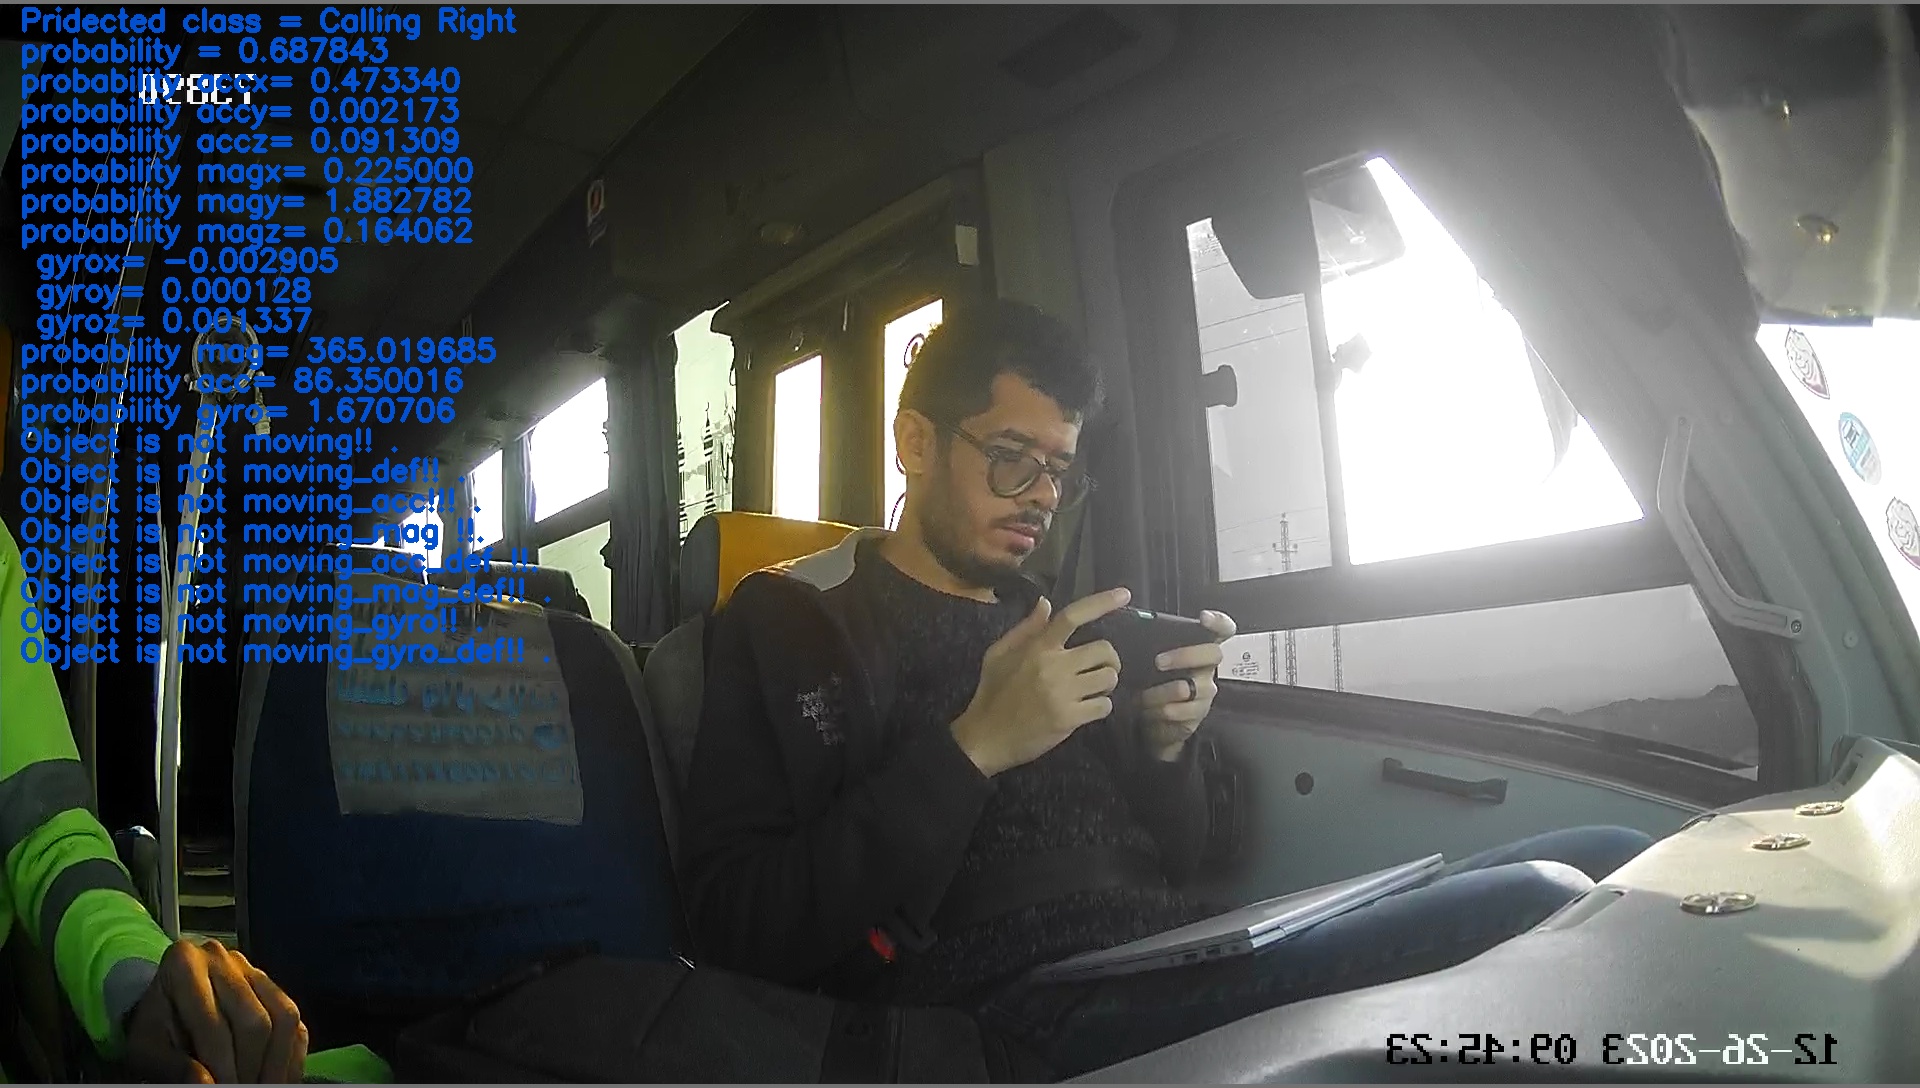 Pridected class = Calling Right
probability = 0.687843
probability accx= 0.473340
probability accy= 0.002173
probability accz= 0.091309
probability magx= 0.225000
probability magy= 1.882782
probability magz= 0.164062
gyrox= -0.002905
gyroy= 0.000128
gyroz= 0.001337
probability mag= 365.019685
probability acc= 86.350016
probability gyro= 1.670706
Object is not moving!! .
Object is not moving_def!! .
Object is not moving_acc!!! .
Object is not moving_mag !!.
Object is not moving_acc_def !!.
Object is not moving_mag_def!! .
Object is not moving_gyro!! .
Object is not moving_gyro_def!! .
12-26-2023 09:45:23